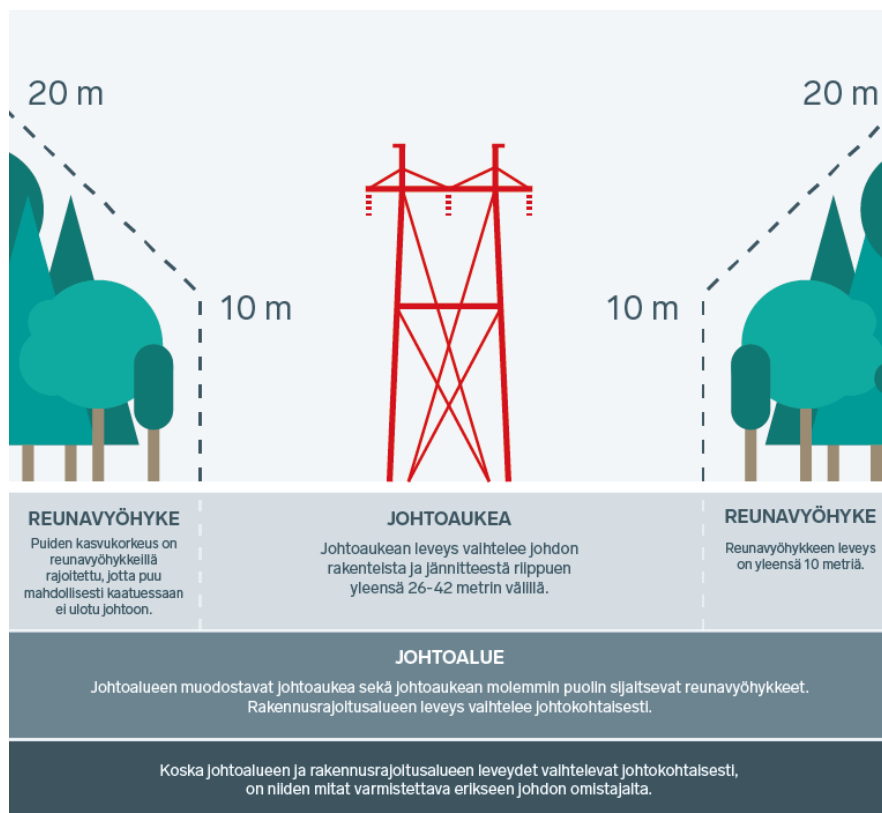 20 m
20 m
10 m
10 m
REUNAVYÖHYKE
Puiden kasvukorkeus on
reunavyöhykkeillä
rajoitettu, jotta puu
mahdollisesti kaatuessaan
ei ulotu johtoon.
JOHTOAUKEA
Johtoaukean leveys vaihtelee johdon
rakenteista ja jännitteestä riippuen
yleensä 26-42 metrin välillä.
REUNAVYÖHYKE
Reunavyöhykkeen leveys
on yleensä 10 metriä.
JOHTOALUE
Johtoalueen muodostavat johtoaukea sekä johtoaukean molemmin puolin sijaitsevat reunavyöhykkeet.
Rakennusrajoitusalueen leveys vaihtelee johtokohtaisesti.
Koska johtoalueen ja rakennusrajoitusalueen leveydet vaihtelevat johtokohtaisesti,
on niiden mitat varmistettava erikseen johdon omistajalta.